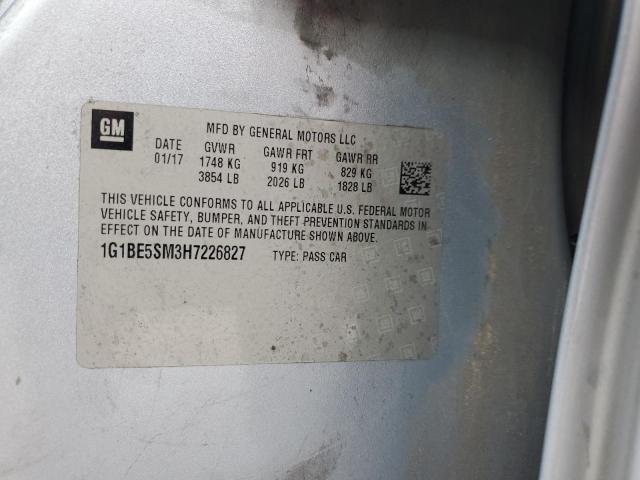 GM
MFD BY GENERAL MOTORS LLC
DATE GVWR GAWR FRT GAWR RR
01/17 1748 KG 919 KG 829 KG
3854 LB 2026 LB 1828 LB
THIS VEHICLE CONFORMS TO ALL APPLICABLE U.S. FEDERAL MOTOR
VEHICLE SAFETY, BUMPER, AND THEFT PREVENTION STANDARDS IN
EFFECT ON THE DATE OF MANUFACTURE SHOWN ABOVE.
1G1BE5SM3H7226827 TYPE: PASS CAR